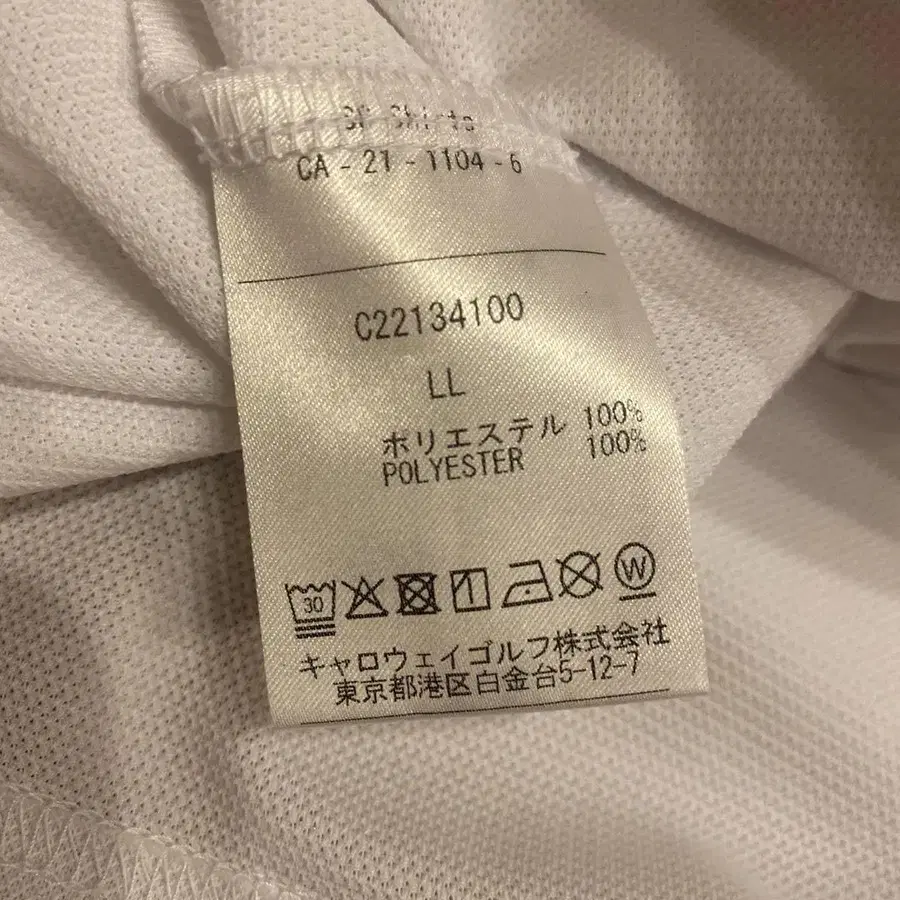 CA-21-1104-6
C22134100
LL
ポリエステル 100%
POLYESTER 100%
30
W
キャロウェイゴルフ株式会社
東京都港区白金台5-12-7